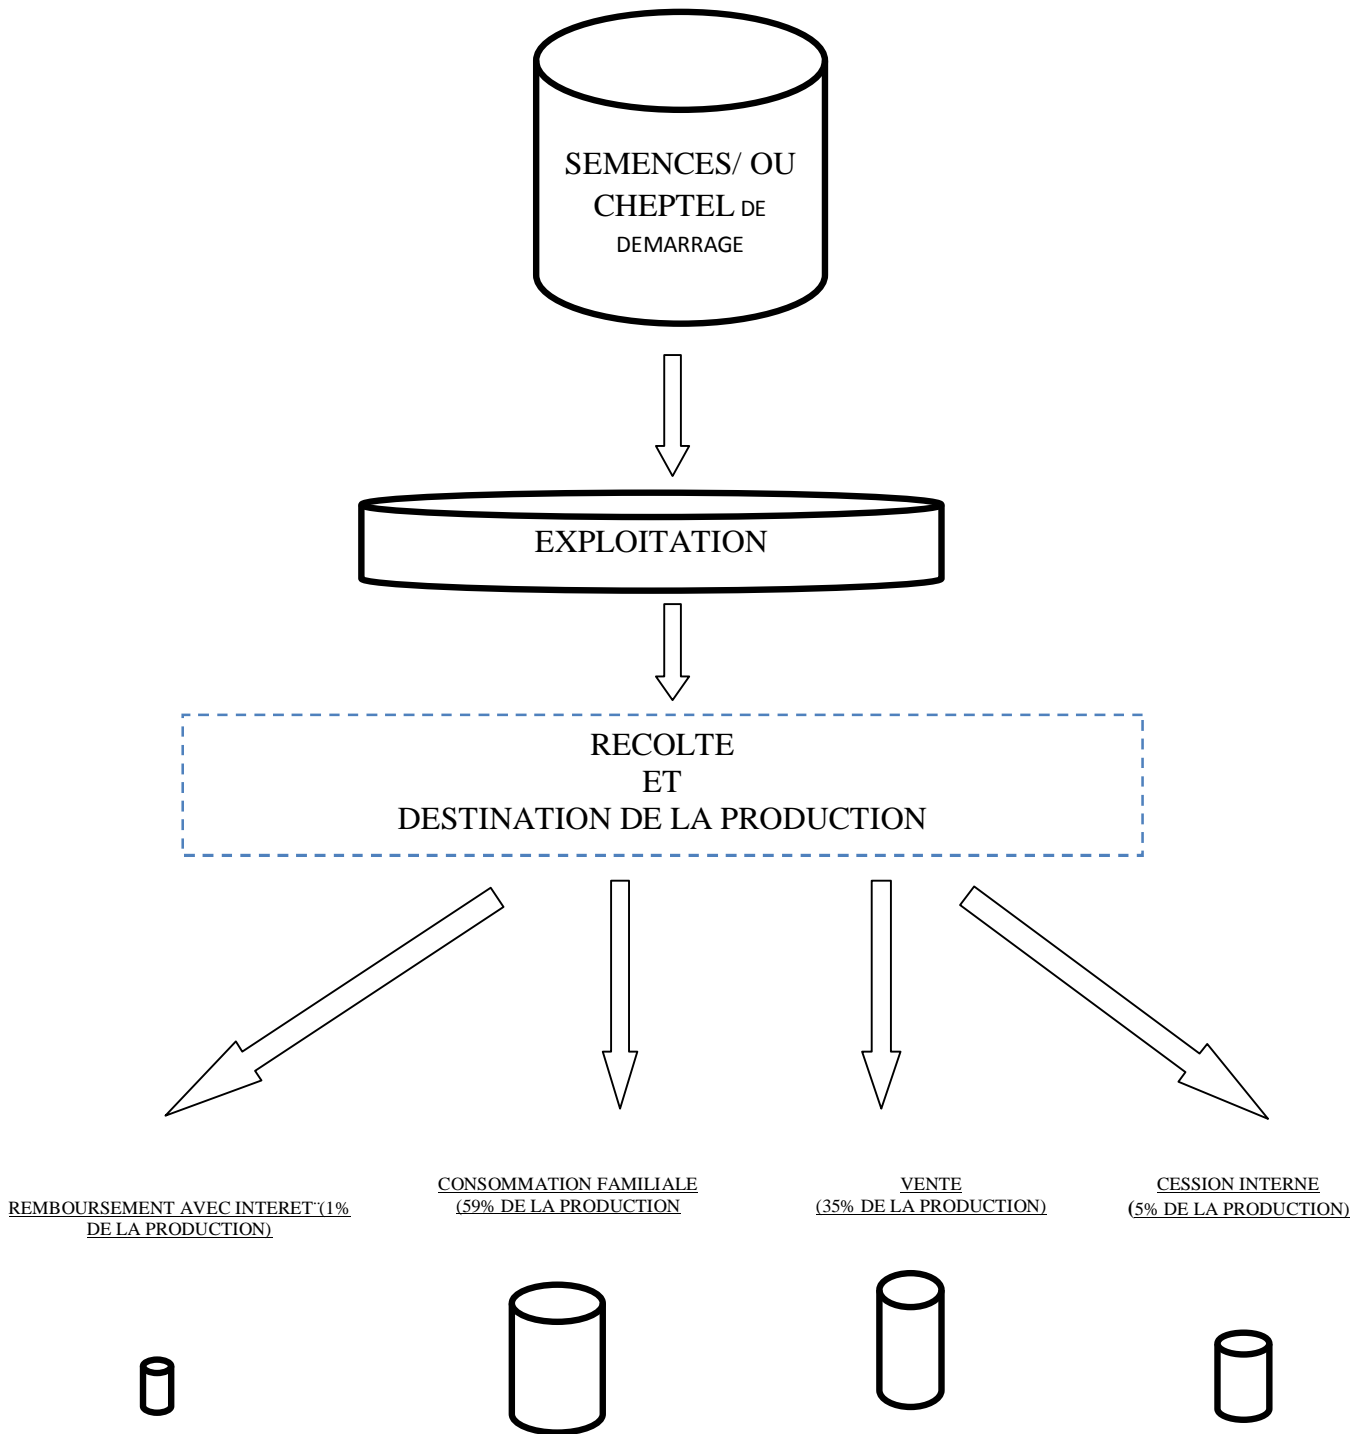 SEMENCES/ OU
CHEPTEL DE
DEMARRAGE
EXPLOITATION
RECOLTE
ET
DESTINATION DE LA PRODUCTION
REMBOURSEMENT AVEC INTERET¨(1%
DE LA PRODUCTION)
CONSOMMATION FAMILIALE
(59% DE LA PRODUCTION
VENTE
(35% DE LA PRODUCTION)
CESSION INTERNE
(5% DE LA PRODUCTION)